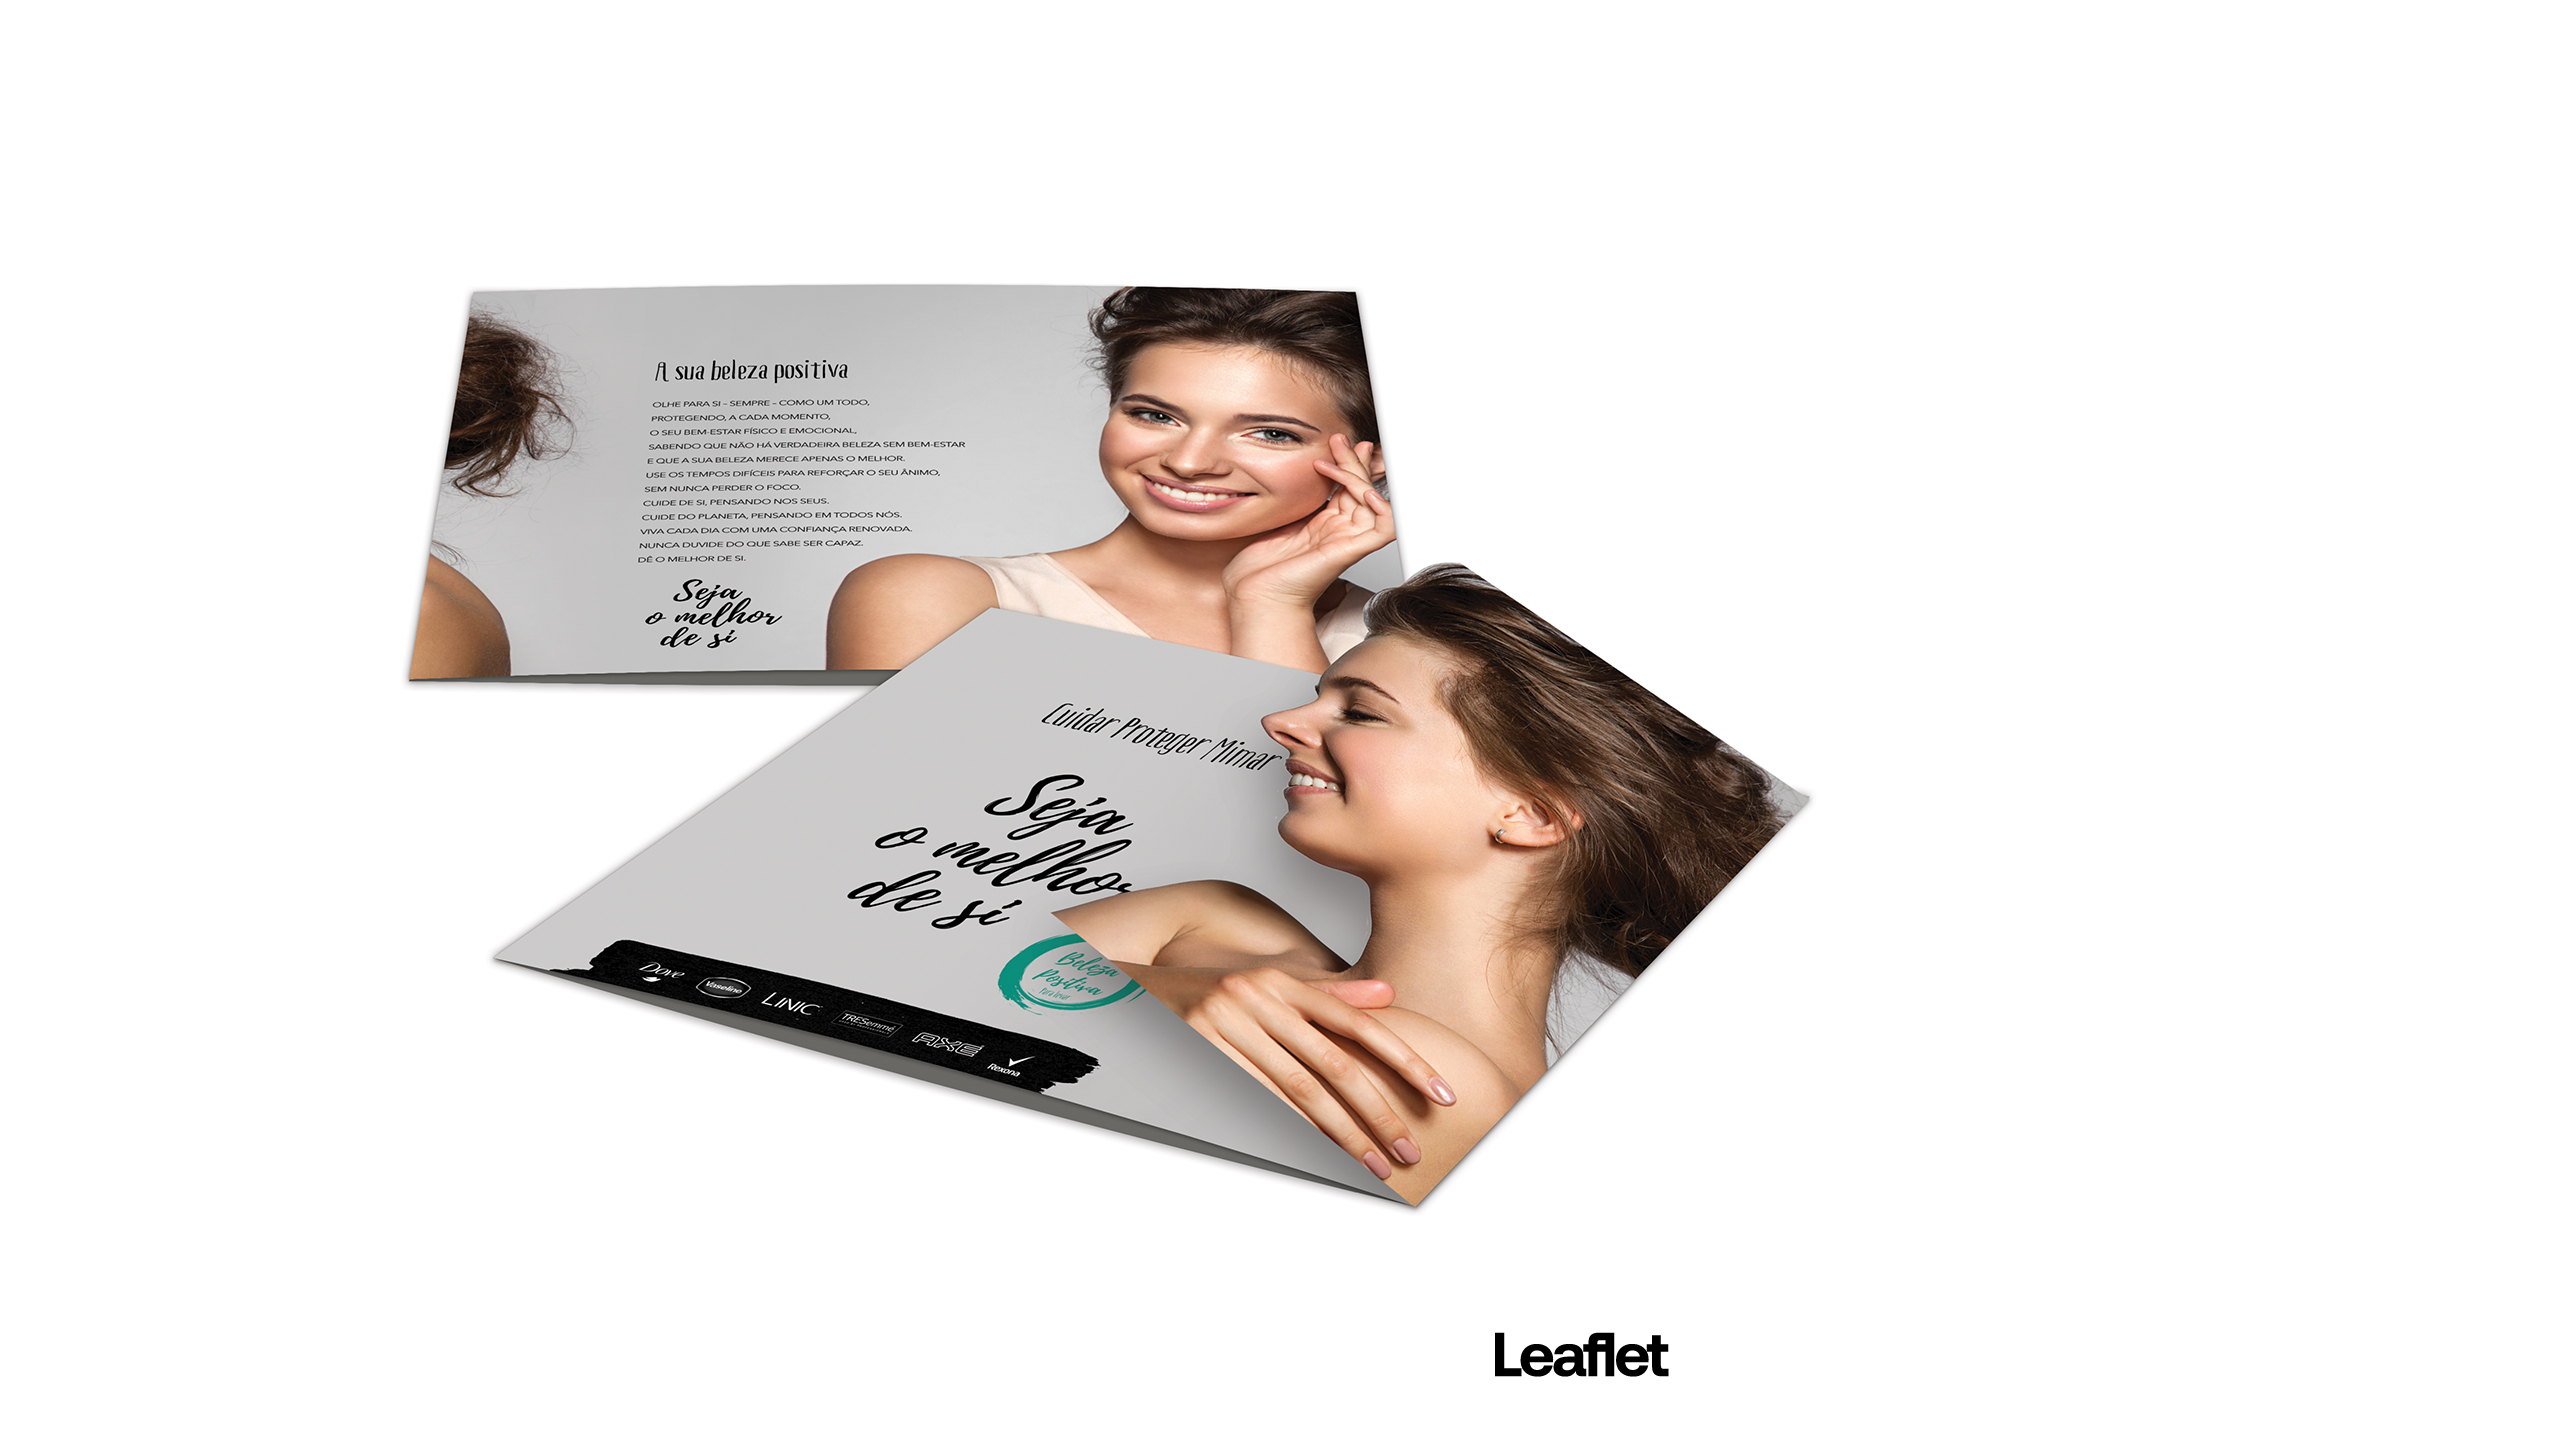 A sua beleza positiva
OLHE PARA SI – SEMPRE – COMO UM TODO,
PROTEGENDO, A CADA MOMENTO,
O SEU BEM-ESTAR FÍSICO E EMOCIONAL,
SABENDO QUE NÃO HÁ VERDADEIRA BELEZA SEM BEM-ESTAR
E QUE A SUA BELEZA MERECE APENAS O MELHOR.
USE OS TEMPOS DIFÍCEIS PARA REFORÇAR O SEU ÂNIMO,
SEM NUNCA PERDER O FOCO.
CUIDE DE SI, PENSANDO NOS SEUS.
CUIDE DO PLANETA, PENSANDO EM TODOS NÓS.
VIVA CADA DIA COM UMA CONFIANÇA RENOVADA.
NUNCA DUVIDE DO QUE SABE SER CAPAZ.
DÊ O MELHOR DE SI.
Seja
o melhor
de si
Cuidar Proteger Mimar
Seja
o melhor
de si
Beleza
Positiva
Para levar
Dove
Vaseline
LINIC
TRESemmé
AXE
Rexona
Leaflet